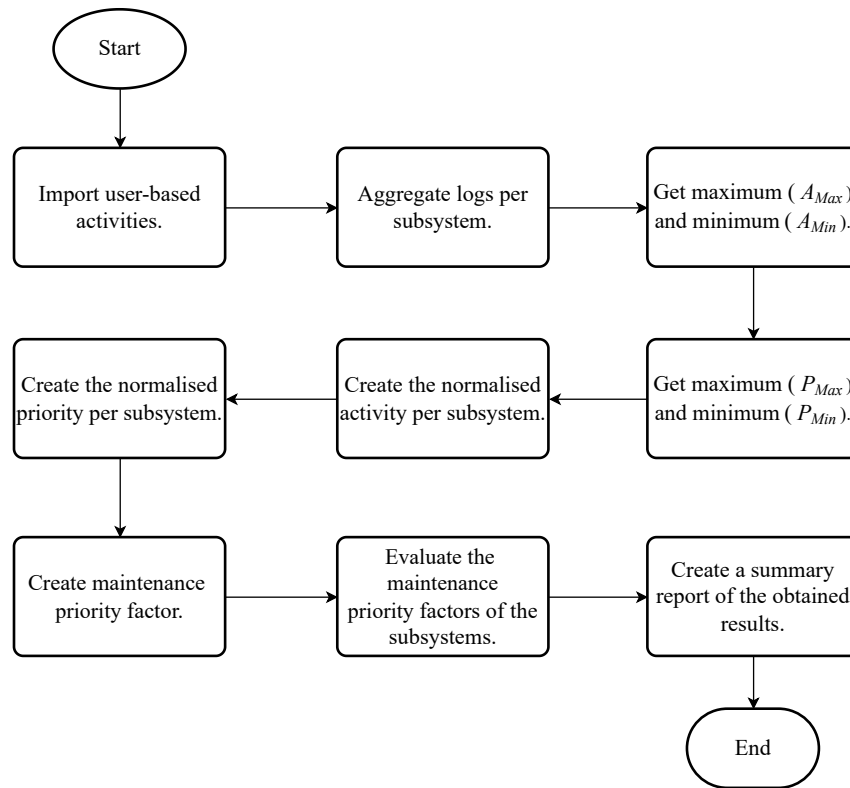 Start
Import user-based
activities.
Aggregate logs per
subsystem.
Get maximum ( A_Max )
and minimum ( A_Min ).
Get maximum ( P_Max )
and minimum ( P_Min ).
Create the normalised
activity per subsystem.
Create the normalised
priority per subsystem.
Create maintenance
priority factor.
Evaluate the
maintenance
priority factors of the
subsystems.
Create a summary
report of the obtained
results.
End